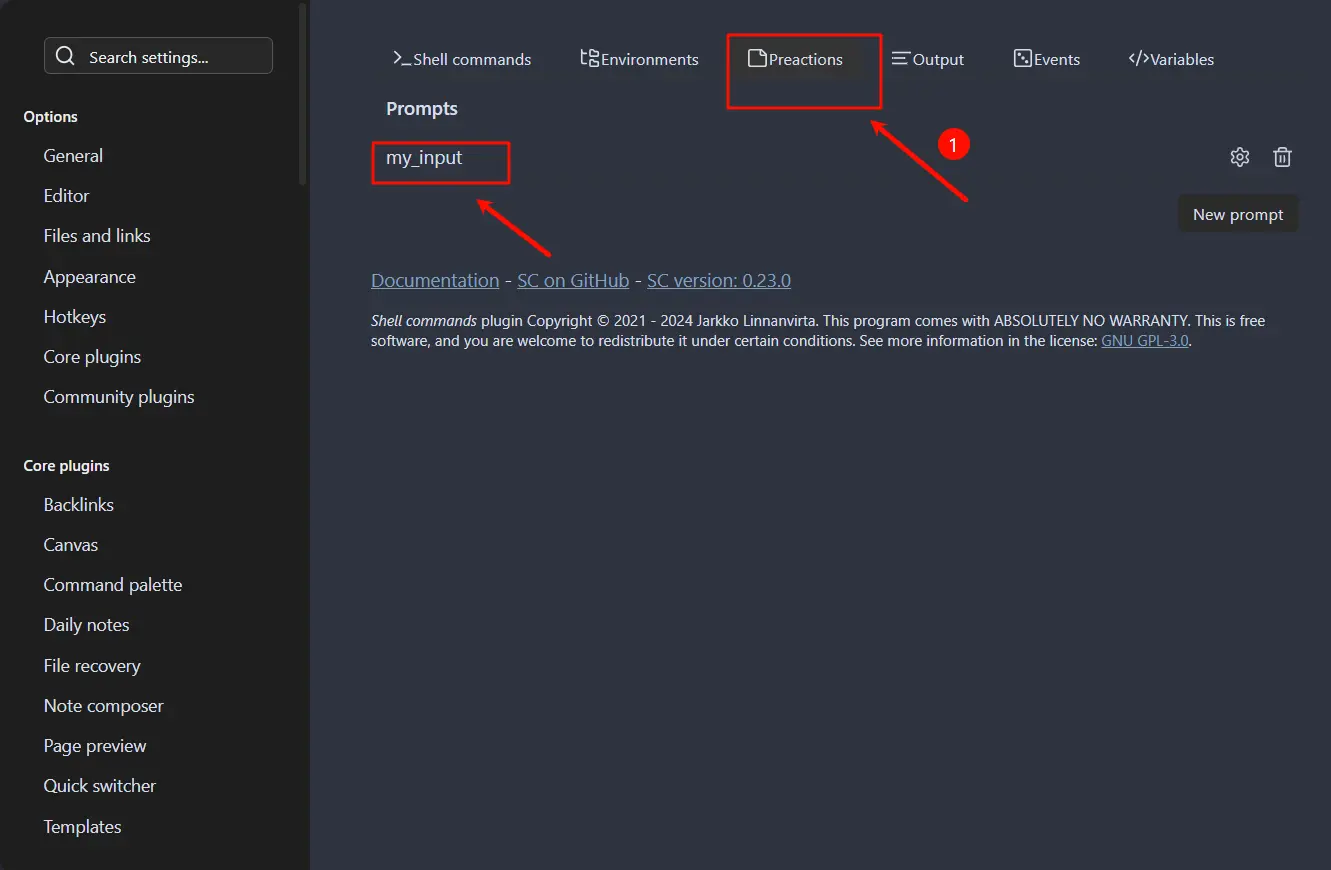 Search settings...
Options
General
Editor
Files and links
Appearance
Hotkeys
Core plugins
Community plugins
Core plugins
Backlinks
Canvas
Command palette
Daily notes
File recovery
Note composer
Page preview
Quick switcher
Templates
Shell commands Environments Preactions Output Events Variables
Prompts
1
my_input
New prompt
Documentation - SC on GitHub - SC version: 0.23.0
Shell commands plugin Copyright © 2021 - 2024 Jarkko Linnanvirta. This program comes with ABSOLUTELY NO WARRANTY. This is free
software, and you are welcome to redistribute it under certain conditions. See more information in the license: GNU GPL-3.0.